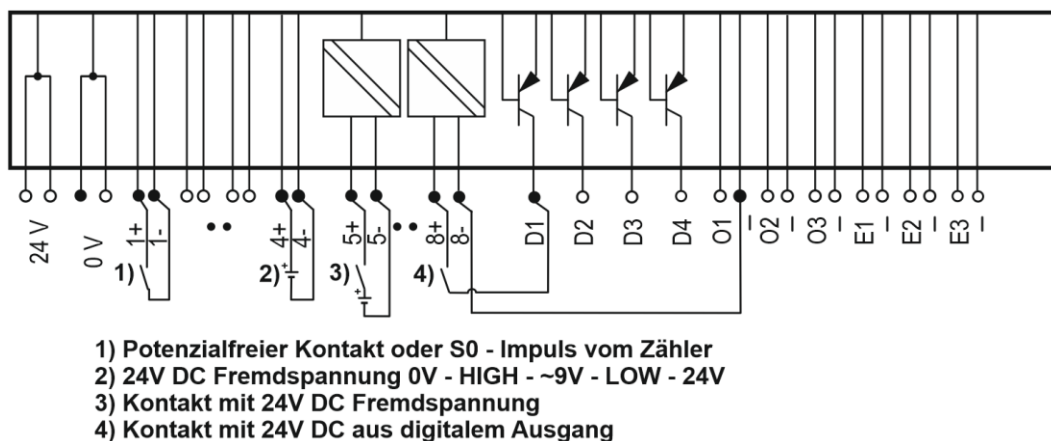 24 V
0 V
1+
1-
4+
4-
5+
5-
8+
8-
D1
D2
D3
D4
O1
–
O2
–
O3
–
E1
–
E2
–
E3
–
1)
2)
+
3)
+
4)
1) Potenzialfreier Kontakt oder S0 - Impuls vom Zähler
2) 24V DC Fremdspannung 0V - HIGH - ~9V - LOW - 24V
3) Kontakt mit 24V DC Fremdspannung
4) Kontakt mit 24V DC aus digitalem Ausgang